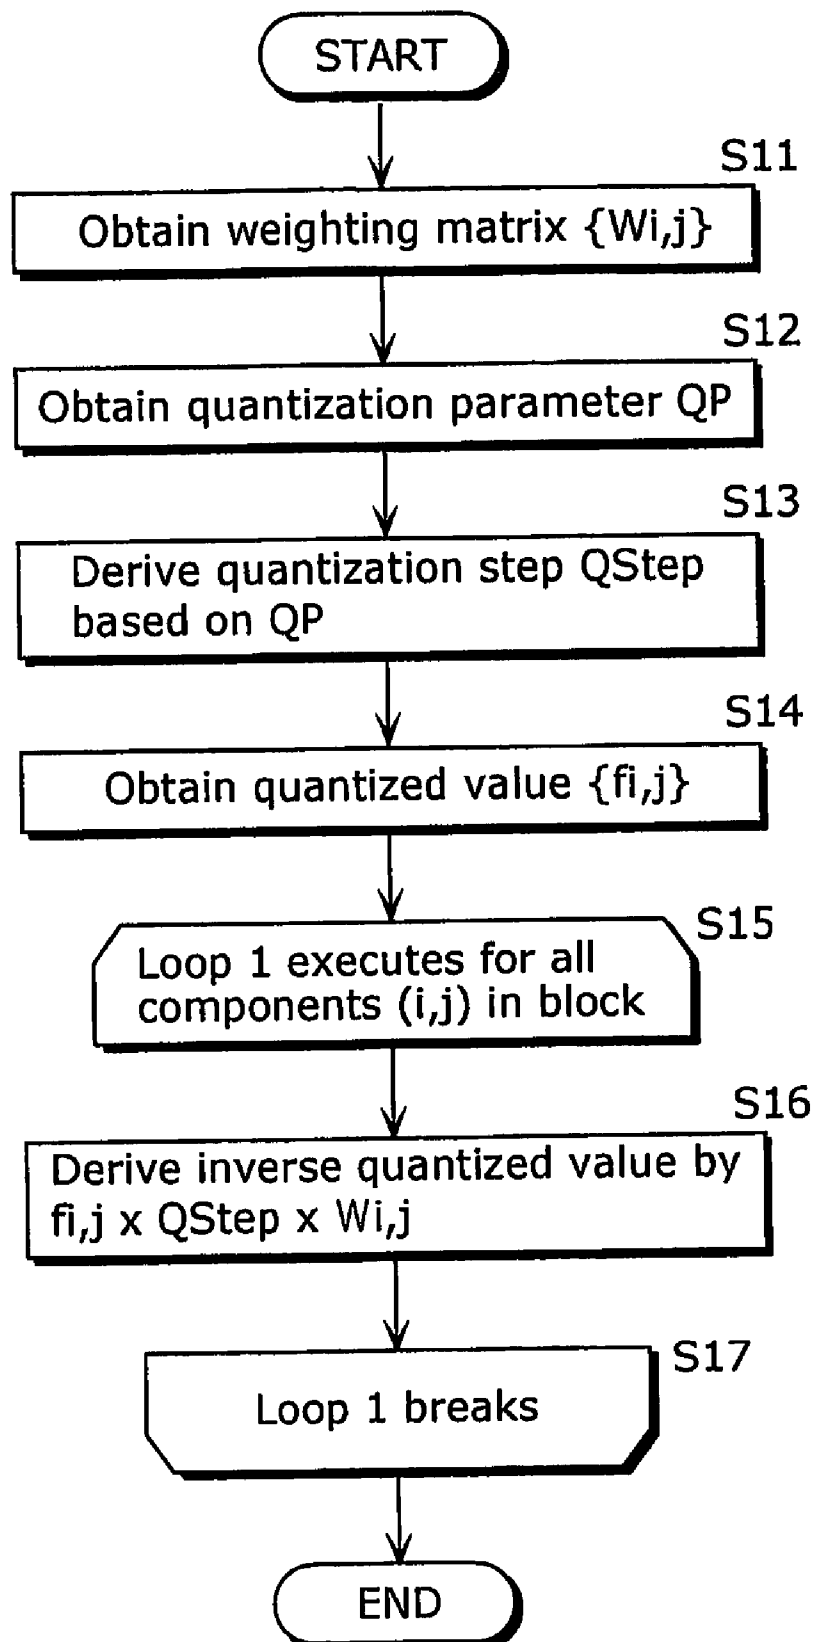 START
S11
Obtain weighting matrix {Wi,j}
S12
Obtain quantization parameter QP
S13
Derive quantization step QStep
based on QP
S14
Obtain quantized value {fi,j}
S15
Loop 1 executes for all
components (i,j) in block
S16
Derive inverse quantized value by
fi,j x QStep x Wi,j
S17
Loop 1 breaks
END